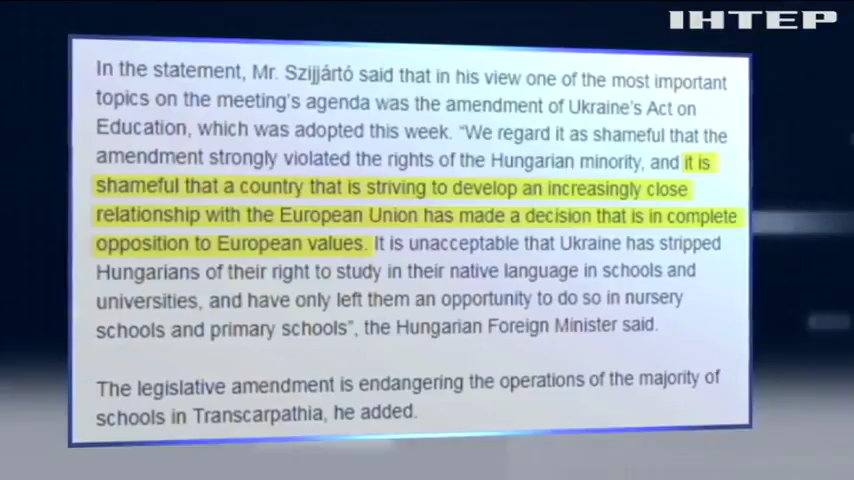 ІНТЕР
In the statement, Mr. Szijjártó said that in his view one of the most important
topics on the meeting's agenda was the amendment of Ukraine's Act on
Education, which was adopted this week. “We regard it as shameful that the
amendment strongly violated the rights of the Hungarian minority, and it is
shameful that a country that is striving to develop an increasingly close
relationship with the European Union has made a decision that is in complete
opposition to European values. It is unacceptable that Ukraine has stripped
Hungarians of their right to study in their native language in schools and
universities, and have only left them an opportunity to do so in nursery
schools and primary schools”, the Hungarian Foreign Minister said.
The legislative amendment is endangering the operations of the majority of
schools in Transcarpathia, he added.